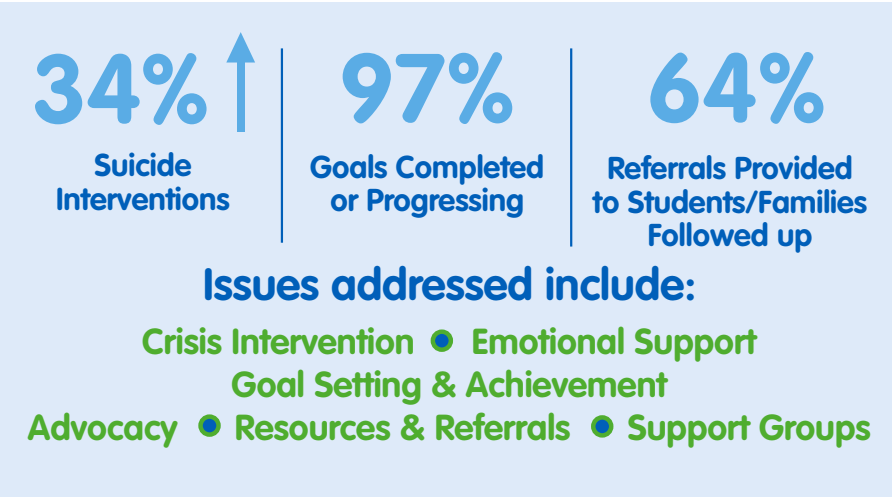 34%
97%
64%
Suicide
Interventions
Goals Completed
or Progressing
Referrals Provided
to Students/Families
Followed up
Issues addressed include:
Crisis Intervention Emotional Support
Goal Setting & Achievement
Advocacy Resources & Referrals Support Groups